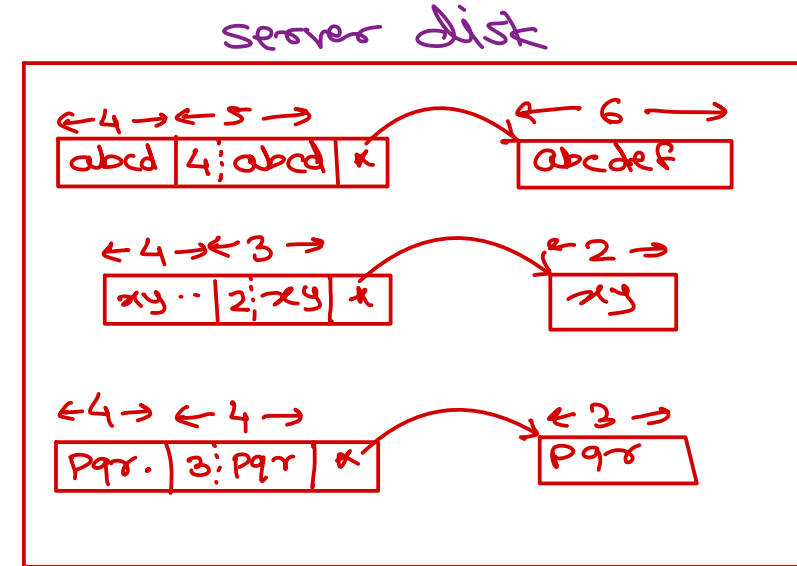 server disk
4 5 6
abcd 4 abcd * abcdef
4 3 2
xy.. 2 xy * xy
4 4 3
pqr. 3 pqr * pqr